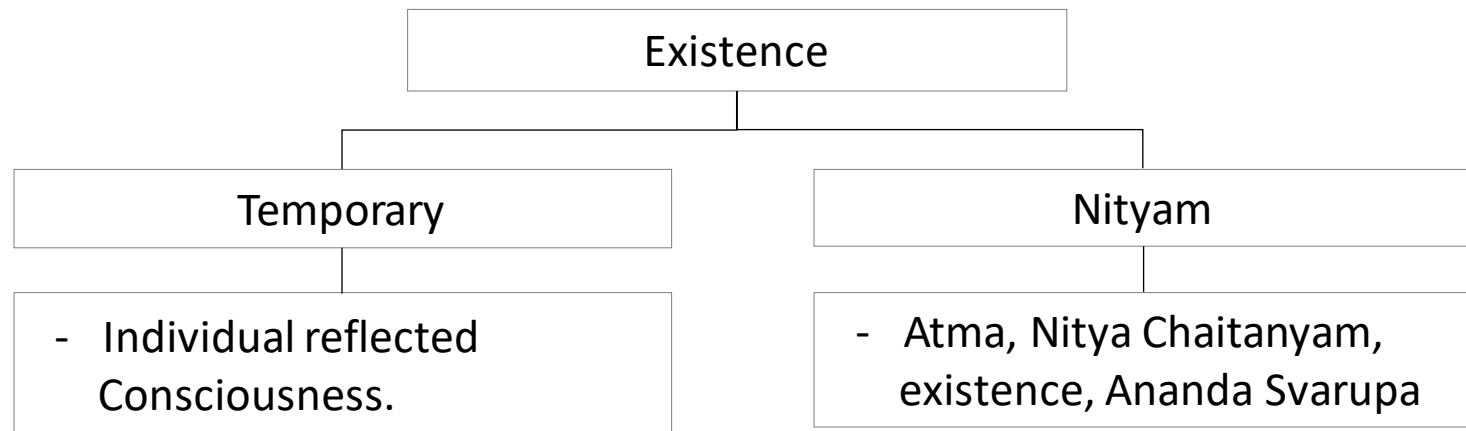 Existence
Temporary
Nityam
- Individual reflected
Consciousness.
- Atma, Nitya Chaitanyam,
existence, Ananda Svarupa